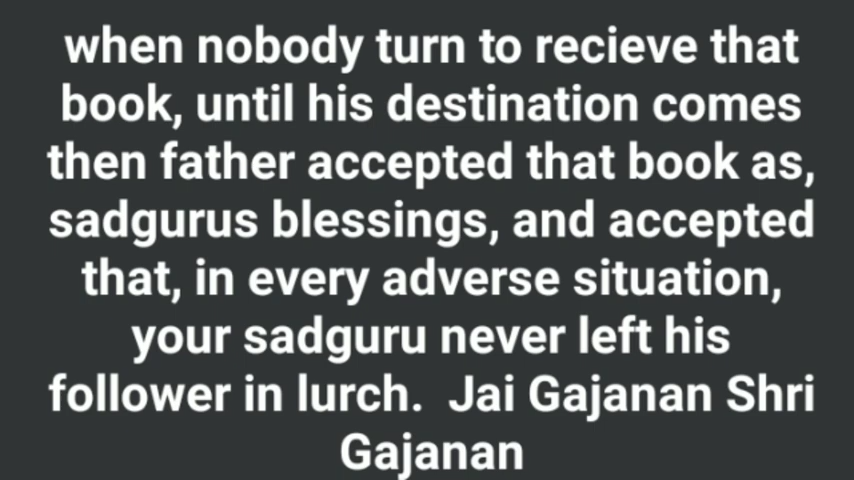 when nobody turn to recieve that
book, until his destination comes
then father accepted that book as,
sadgurus blessings, and accepted
that, in every adverse situation,
your sadguru never left his
follower in lurch.  Jai Gajanan Shri
Gajanan